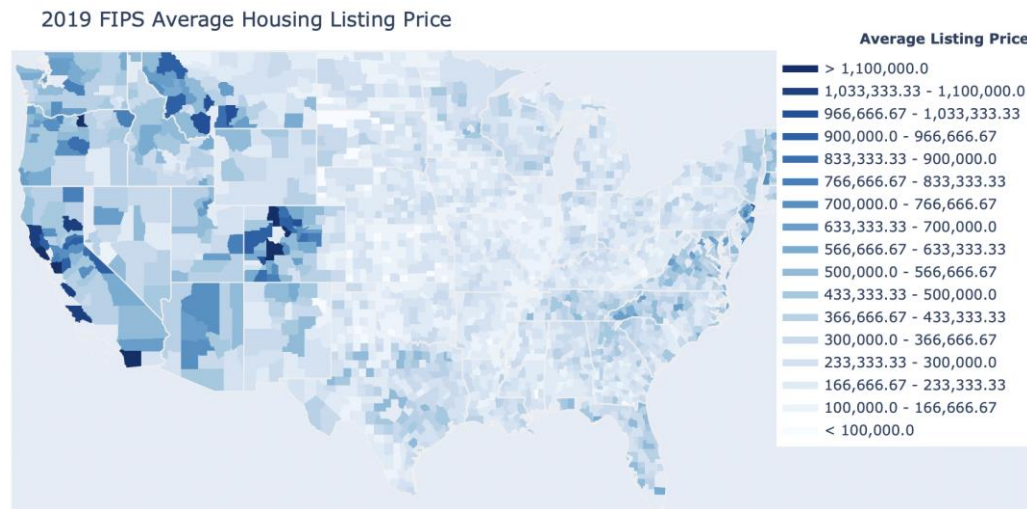 2019 FIPS Average Housing Listing Price
Average Listing Price
> 1,100,000.0
1,033,333.33 - 1,100,000.0
966,666.67 - 1,033,333.33
900,000.0 - 966,666.67
833,333.33 - 900,000.0
766,666.67 - 833,333.33
700,000.0 - 766,666.67
633,333.33 - 700,000.0
566,666.67 - 633,333.33
500,000.0 - 566,666.67
433,333.33 - 500,000.0
366,666.67 - 433,333.33
300,000.0 - 366,666.67
233,333.33 - 300,000.0
166,666.67 - 233,333.33
100,000.0 - 166,666.67
< 100,000.0